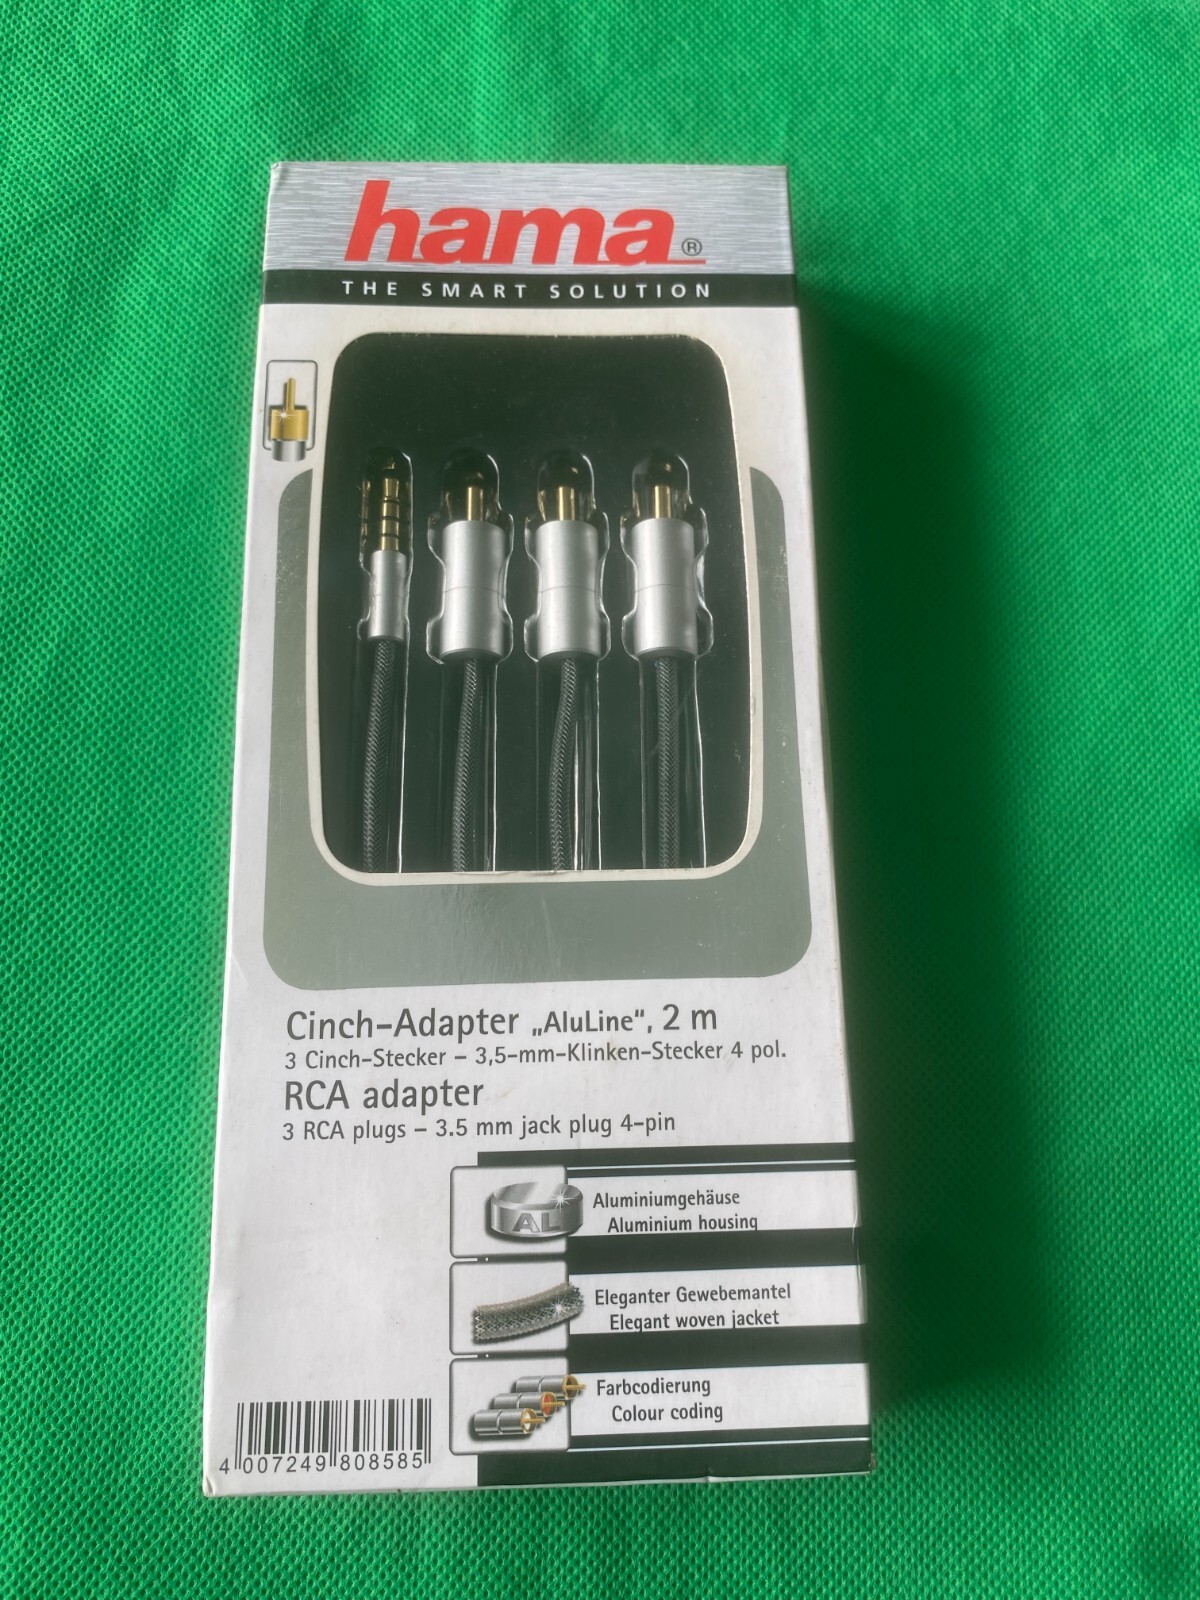 hama®
THE SMART SOLUTION
Cinch-Adapter „AluLine“, 2 m
3 Cinch-Stecker – 3,5-mm-Klinken-Stecker 4 pol.
RCA adapter
3 RCA plugs – 3.5 mm jack plug 4-pin
AL
Aluminiumgehäuse
Aluminium housing
Eleganter Gewebemantel
Elegant woven jacket
Farbcodierung
Colour coding
4 007249 808585